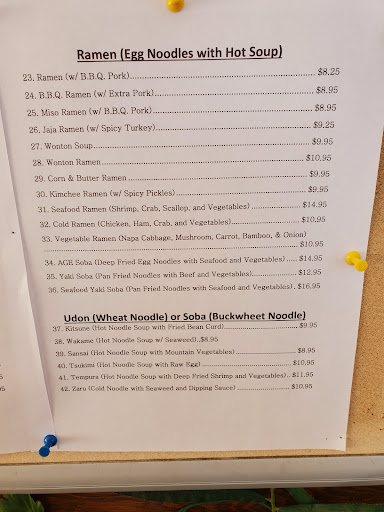 Ramen (Egg Noodles with Hot Soup)
23. Ramen (w/ B.B.Q. Pork)........................................................ $8.25
24. B.B.Q. Ramen (w/ Extra Pork)................................................ $8.95
25. Miso Ramen (w/ B.B.Q. Pork)................................................ $8.95
26. Jaja Ramen (w/ Spicy Turkey)................................................ $9.25
27. Wonton Soup................................................................ $9.95
28. Wonton Ramen................................................................ $10.95
29. Corn & Butter Ramen........................................................ $9.95
30. Kimchee Ramen (w/ Spicy Pickles)........................................ $9.95
31. Seafood Ramen (Shrimp, Crab, Scallop, and Vegetables)................ $14.95
32. Cold Ramen (Chicken, Ham, Crab, and Vegetables)........................ $10.95
33. Vegetable Ramen (Napa Cabbage, Mushroom, Carrot, Bamboo, & Onion)
................................................................................ $10.95
34. AGE Soba (Deep Fried Egg Noodles with Seafood and Vegetables)..... $14.95
35. Yaki Soba (Pan Fried Noodles with Beef and Vegetables)................ $12.95
36. Seafood Yaki Soba (Pan Fried Noodles with Seafood and Vegetables). $16.95
Udon (Wheat Noodle) or Soba (Buckwheet Noodle)
37. Kitsune (Hot Noodle Soup with Fried Bean Curd)........................ $9.95
38. Wakame (Hot Noodle Soup w/ Seaweed)..$8.95
39. Sansai (Hot Noodle Soup with Mountain Vegetables)................ $8.95
40. Tsukimi (Hot Noodle Soup with Raw Egg)........................ $10.95
41. Tempura (Hot Noodle Soup with Deep Fried Shrimp and Vegetables).. $11.95
42. Zaru (Cold Noodle with Seaweed and Dipping Sauce)................ $10.95